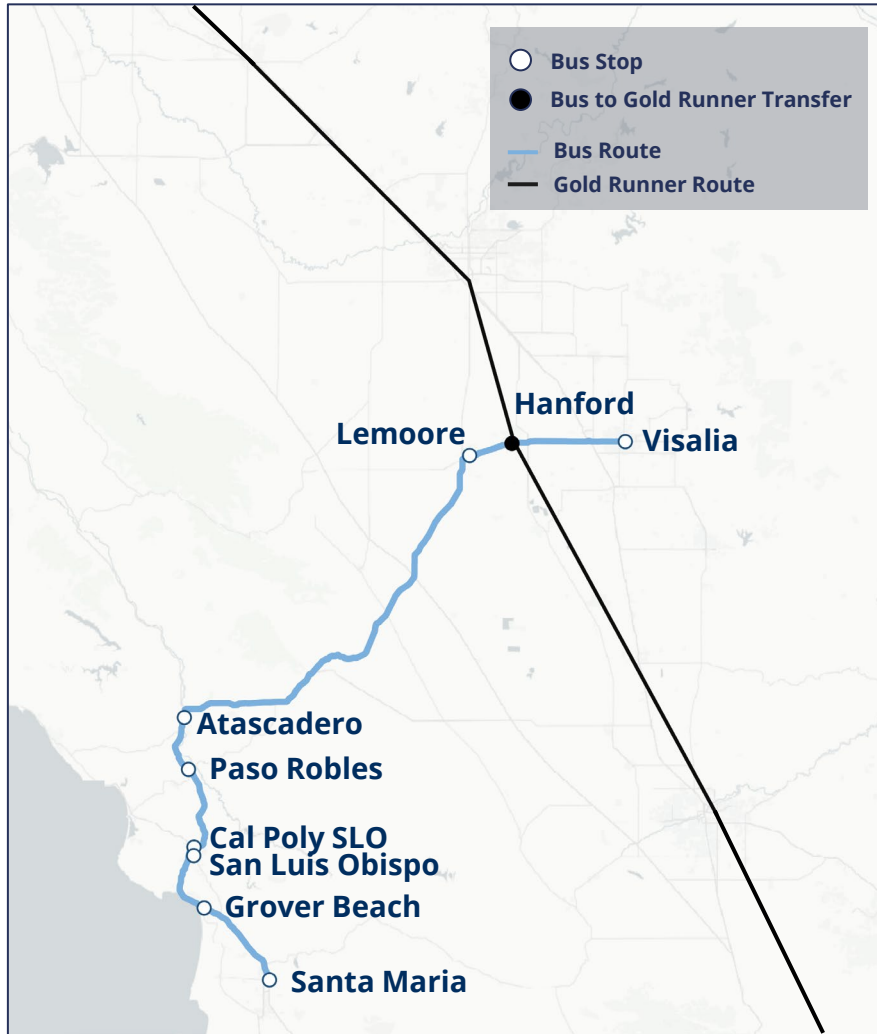 Bus Stop
Bus to Gold Runner Transfer
Bus Route
Gold Runner Route
Hanford
Lemoore
Visalia
Atascadero
Paso Robles
Cal Poly SLO
San Luis Obispo
Grover Beach
Santa Maria